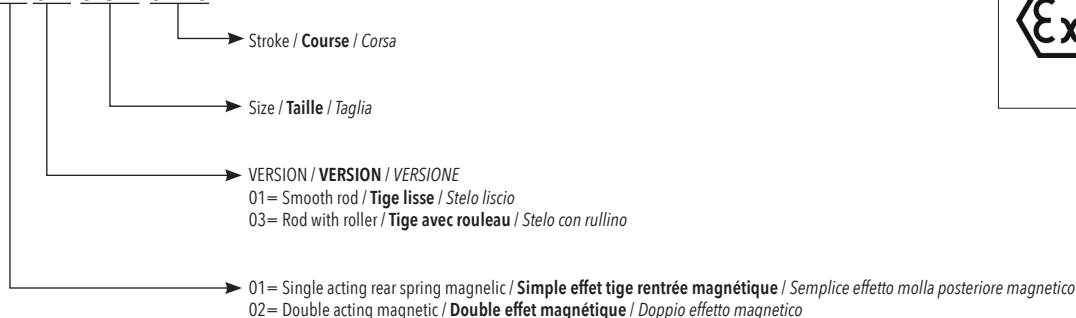 Stroke / Course / Corsa
Size / Taille / Taglia
VERSION / VERSION / VERSIONE
01= Smooth rod / Tige lisse / Stelo liscio
03= Rod with roller / Tige avec rouleau / Stelo con rullino
01= Single acting rear spring magnelic / Simple effet tige rentrée magnétique / Semplice effetto molla posteriore magnetico
02= Double acting magnetic / Double effet magnétique / Doppio effetto magnetico
Ex